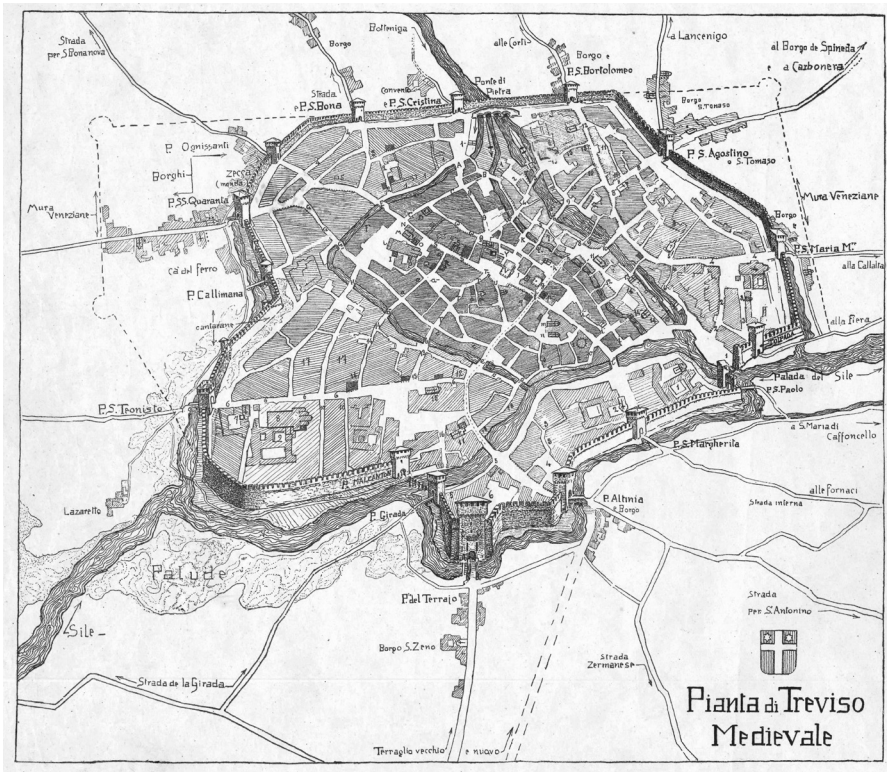 Strada
per S. Bonanova
Borgo
Botteniga
alle Corti
Borgo e
P. S. Bortolomeo
a Lancenigo
al Borgo de Spineda
e
a Carbonera
Strada
e P. S. Bona
Convento
e P. S. Cristina
Ponte di
Pietra
Borgo
S. Tomaso
P. Ognissanti
Borghi
Zecca
(moneta)
P. SS. Quaranta
P. S. Agostino
o S. Tomaso
Mura
Veneziane
Mura Veneziane
Borgo
P. S. Maria M.re
alla Callalta
Ca' del ferro
P. Callimana
cantarane
alla Fiera
Palada del Sile
P. S. Paolo
P. S. Teonisto
a S. Maria di
Caffoncello
P. S. Margherita
Lazaretto
P. Girada
P. Altinia
e Borgo
alle Fornaci
Strada interna
Palude
P.a del Terraio
Strada
per S. Antonino
Sile
Borgo S. Zeno
Strada de la Girada
Strada
Zermanese
Terraglio vecchio e nuovo
Pianta di Treviso
Medievale